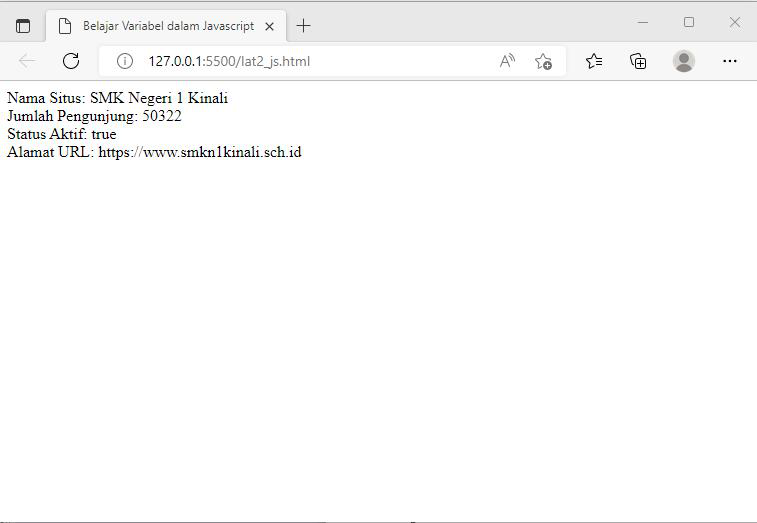 Belajar Variabel dalam Javascript
127.0.0.1:5500/lat2_js.html
Nama Situs: SMK Negeri 1 Kinali
Jumlah Pengunjung: 50322
Status Aktif: true
Alamat URL: https://www.smkn1kinali.sch.id